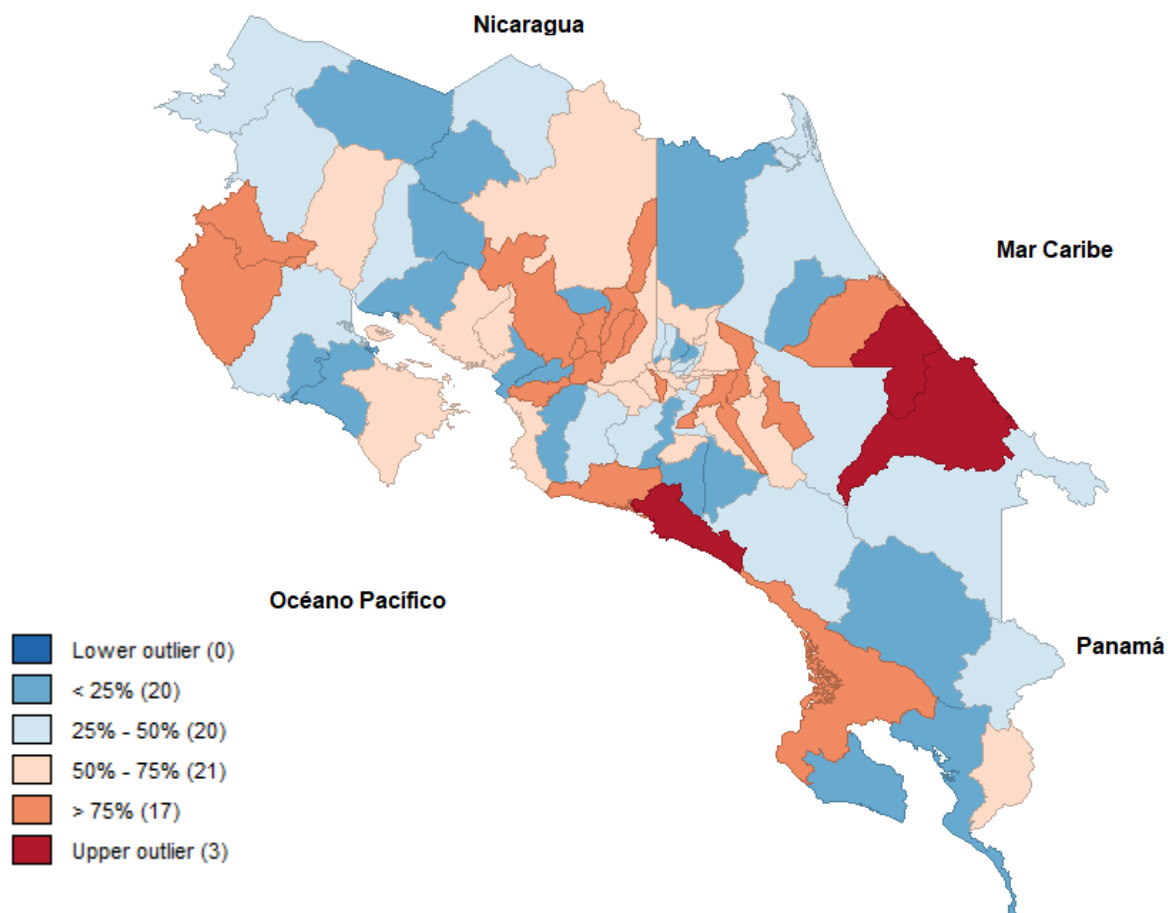 Nicaragua
Mar Caribe
Océano Pacífico
Panamá
Lower outlier (0)
< 25% (20)
25% - 50% (20)
50% - 75% (21)
> 75% (17)
Upper outlier (3)